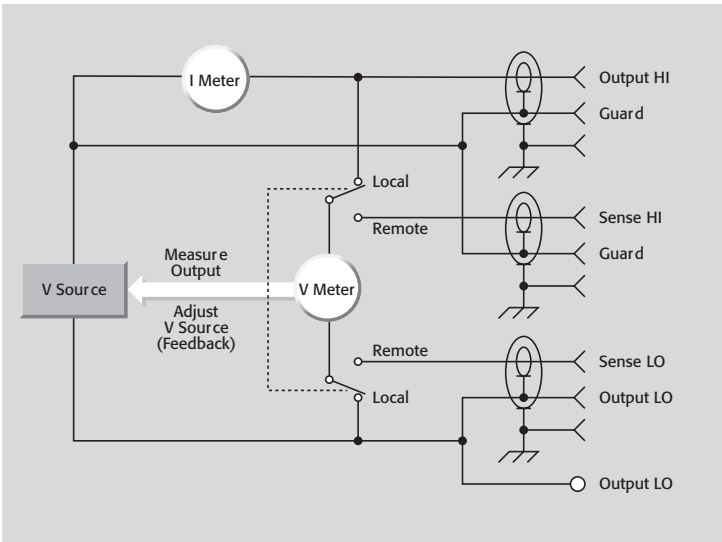 I Meter
Output HI
Guard
Local
Remote
Sense HI
Guard
Measure
Output
V Source
V Meter
Adjust
V Source
(Feedback)
Remote
Sense LO
Local
Output LO
Output LO